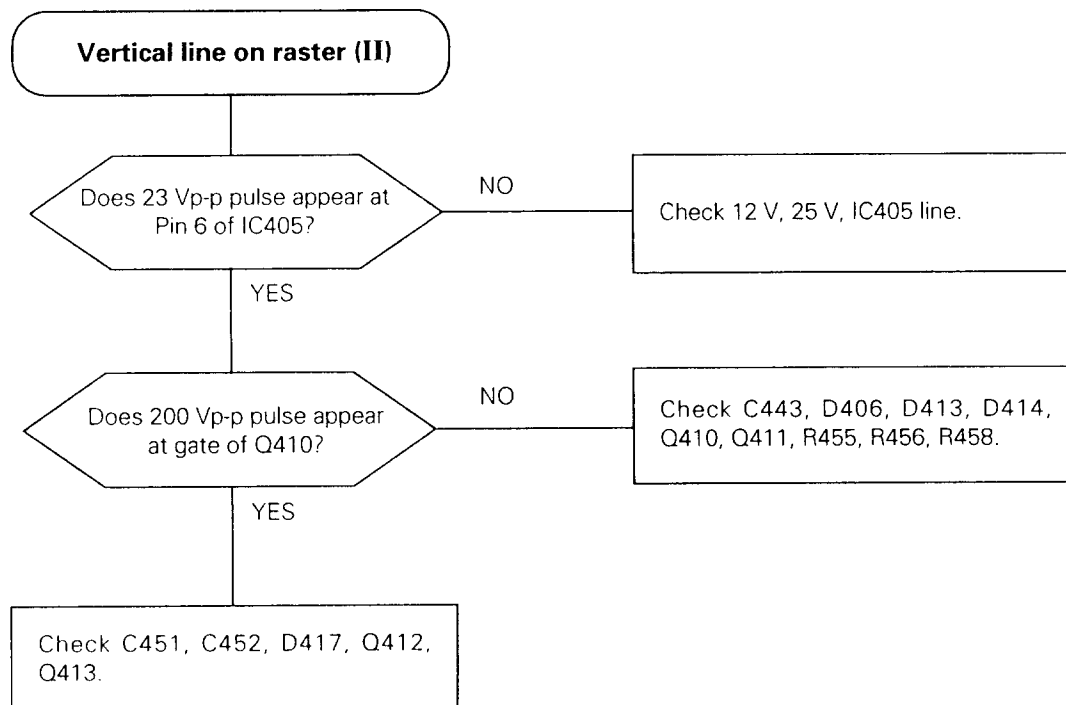 Vertical line on raster (II)
Does 23 Vp-p pulse appear at
Pin 6 of IC405?
NO
Check 12 V, 25 V, IC405 line.
YES
Does 200 Vp-p pulse appear
at gate of Q410?
NO
Check C443, D406, D413, D414,
Q410, Q411, R455, R456, R458.
YES
Check C451, C452, D417, Q412,
Q413.